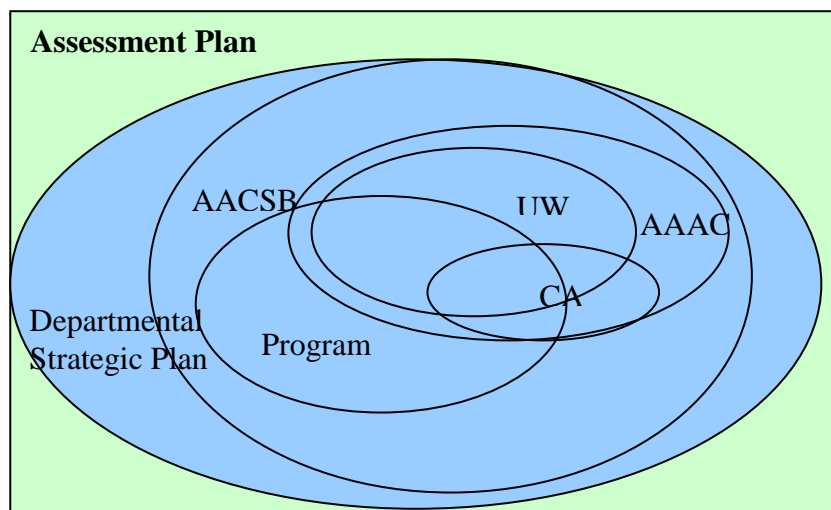 Assessment Plan
AACSB
UW
AAAC
CA
Departmental
Strategic Plan
Program